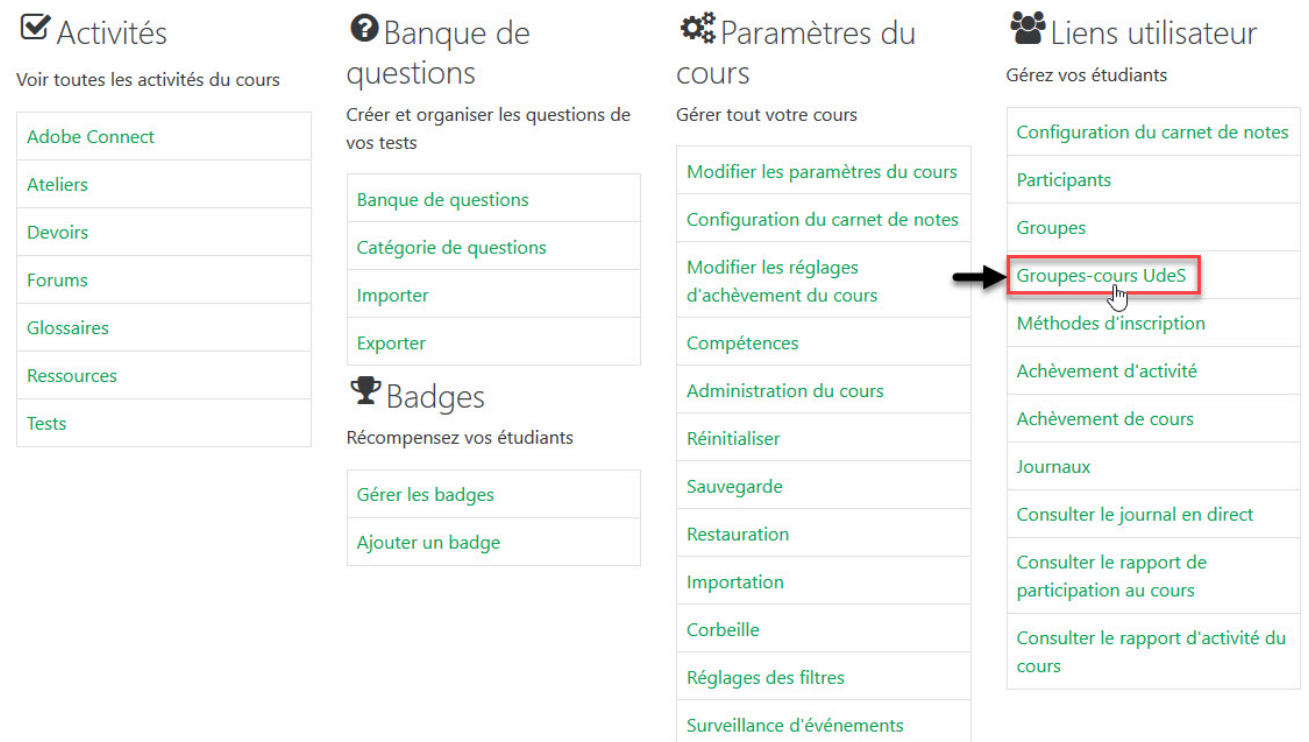 Activités
Voir toutes les activités du cours
Adobe Connect
Ateliers
Devoirs
Forums
Glossaires
Ressources
Tests
Banque de
questions
Créer et organiser les questions de
vos tests
Banque de questions
Catégorie de questions
Importer
Exporter
Badges
Récompensez vos étudiants
Gérer les badges
Ajouter un badge
Paramètres du
cours
Gérer tout votre cours
Modifier les paramètres du cours
Configuration du carnet de notes
Modifier les réglages
d'achèvement du cours
Compétences
Administration du cours
Réinitialiser
Sauvegarde
Restauration
Importation
Corbeille
Réglages des filtres
Surveillance d'événements
Liens utilisateur
Gérez vos étudiants
Configuration du carnet de notes
Participants
Groupes
Groupes-cours UdeS
Méthodes d'inscription
Achèvement d'activité
Achèvement de cours
Journaux
Consulter le journal en direct
Consulter le rapport de
participation au cours
Consulter le rapport d'activité du
cours